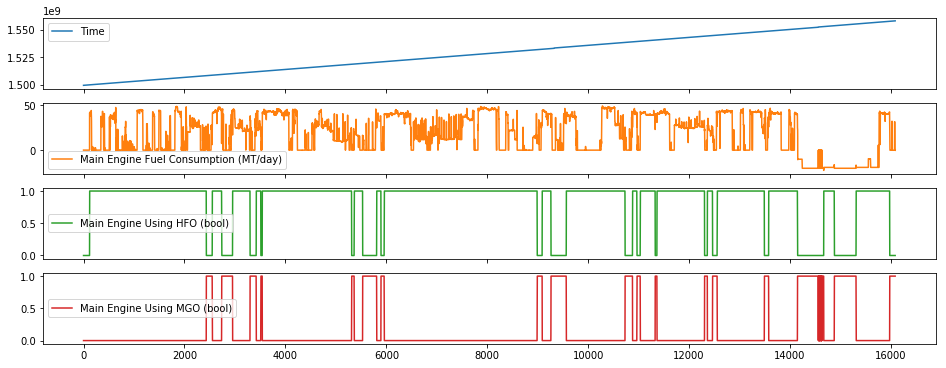 1e9
1.550
Time
1.525
1.500
50
0
Main Engine Fuel Consumption (MT/day)
1.0
Main Engine Using HFO (bool)
0.5
0.0
1.0
Main Engine Using MGO (bool)
0.5
0.0
0 2000 4000 6000 8000 10000 12000 14000 16000